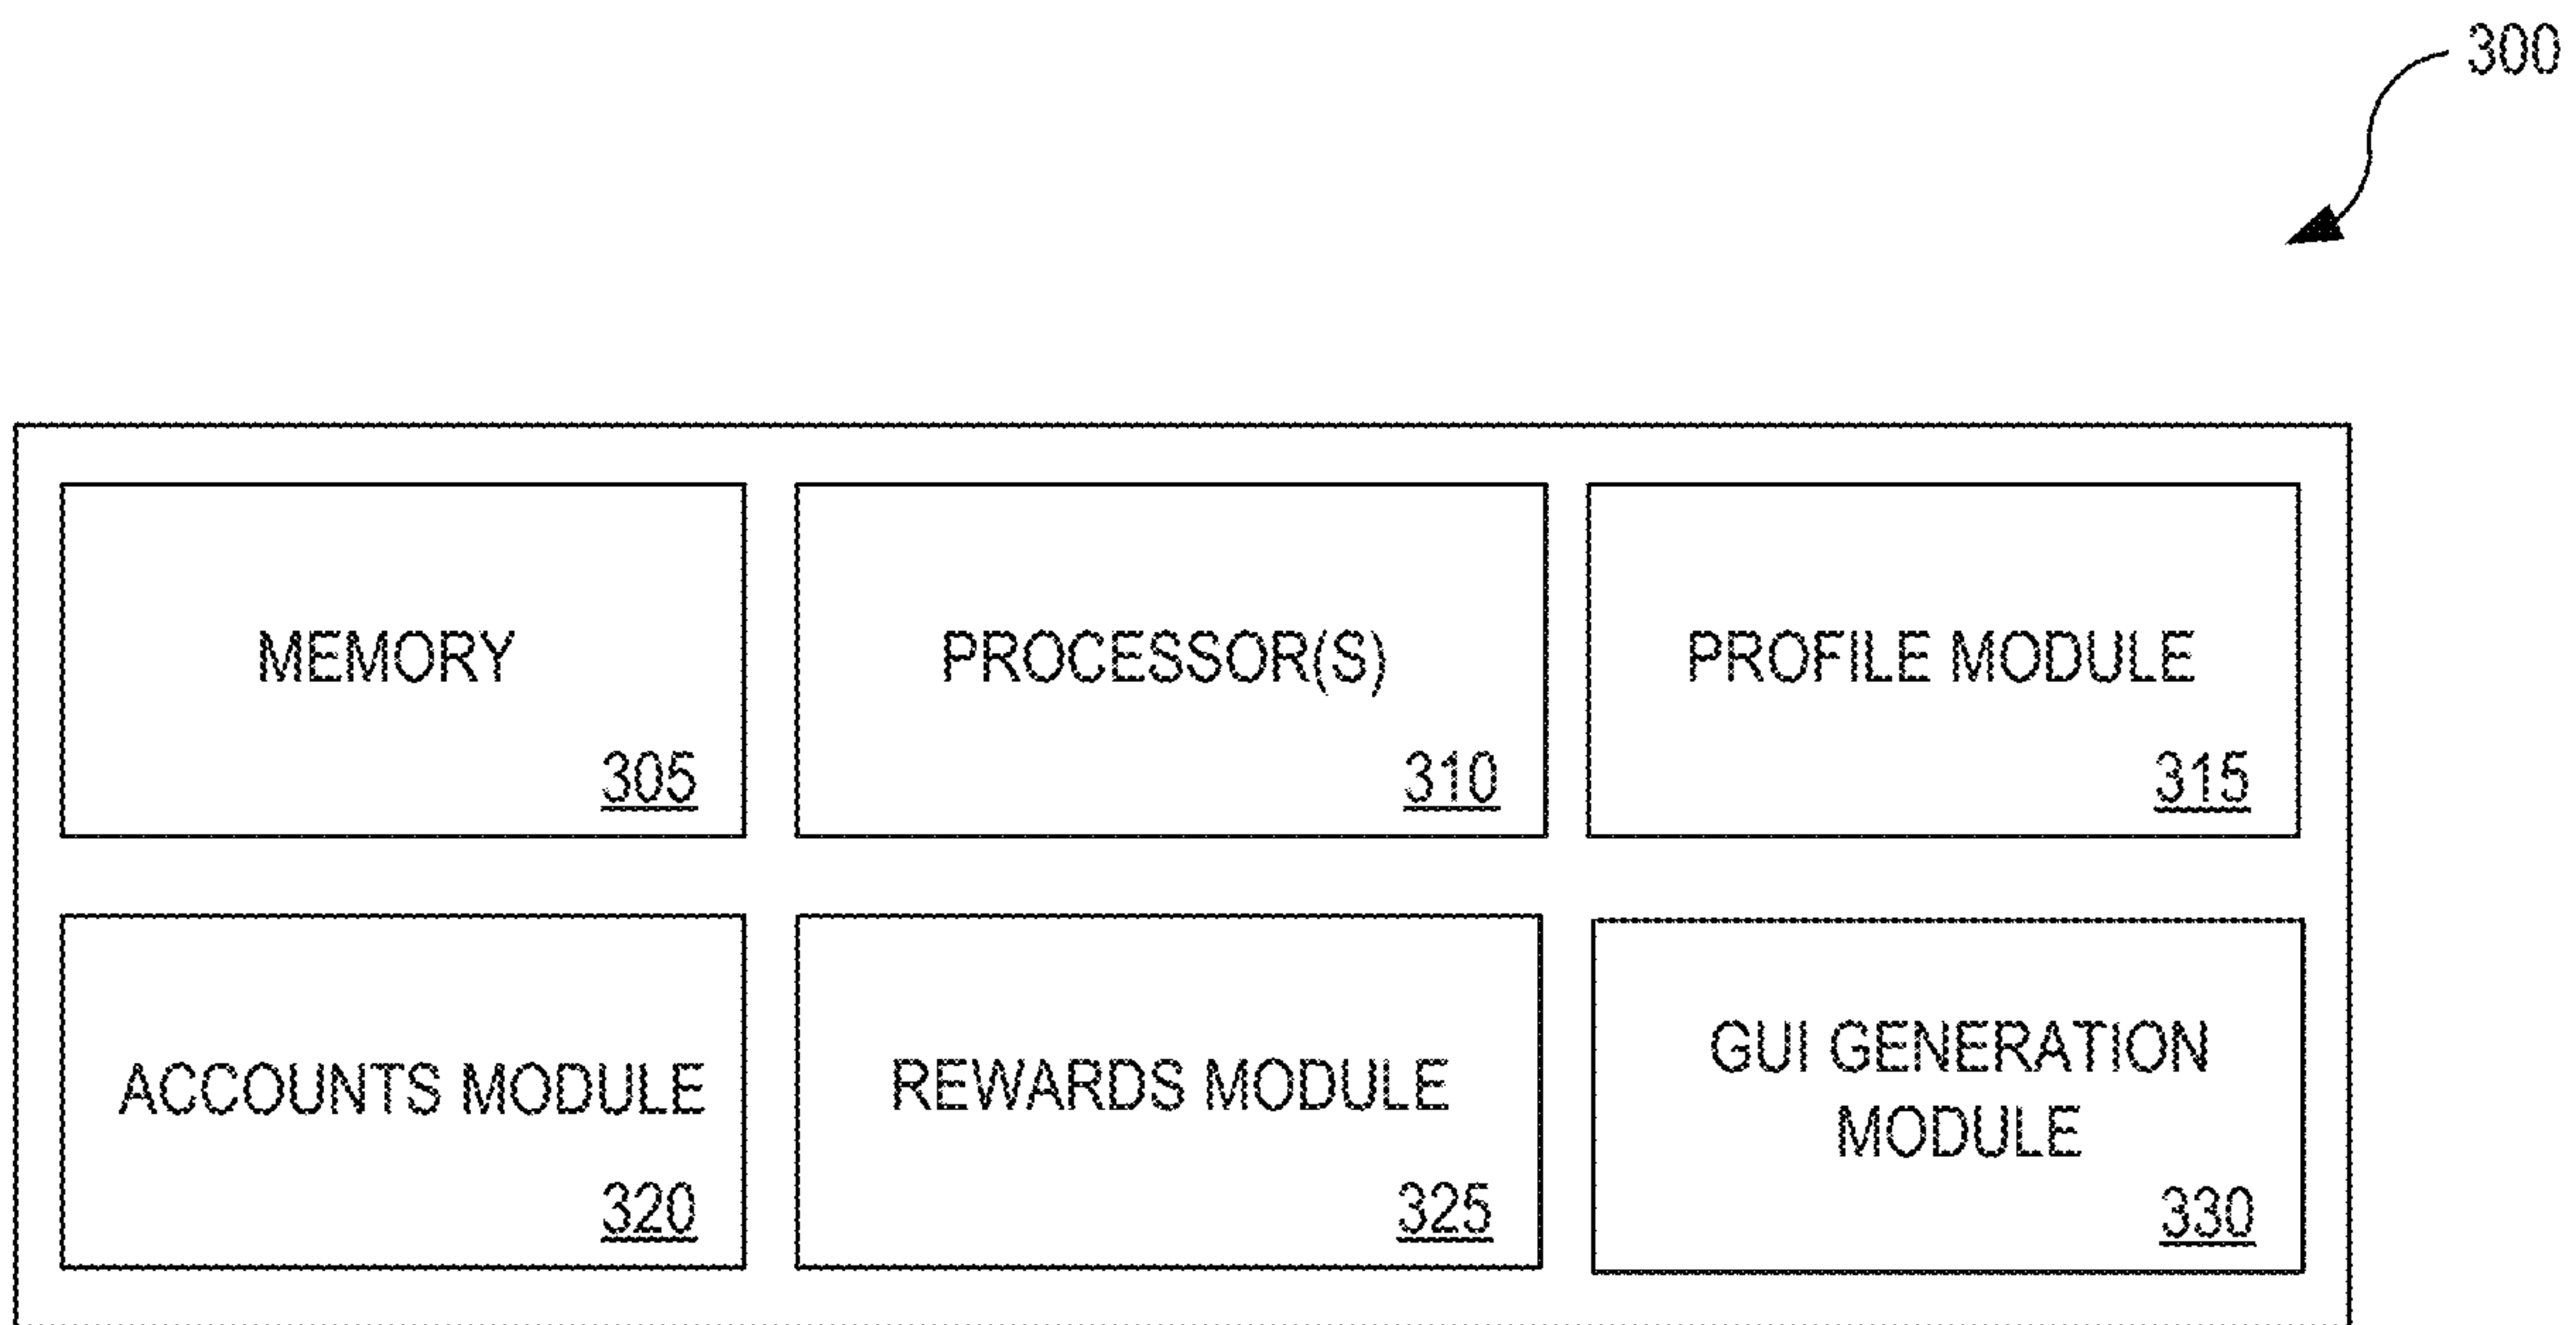 300
MEMORY
305
PROCESSOR(S)
310
PROFILE MODULE
315
ACCOUNTS MODULE
320
REWARDS MODULE
325
GUI GENERATION
MODULE
330